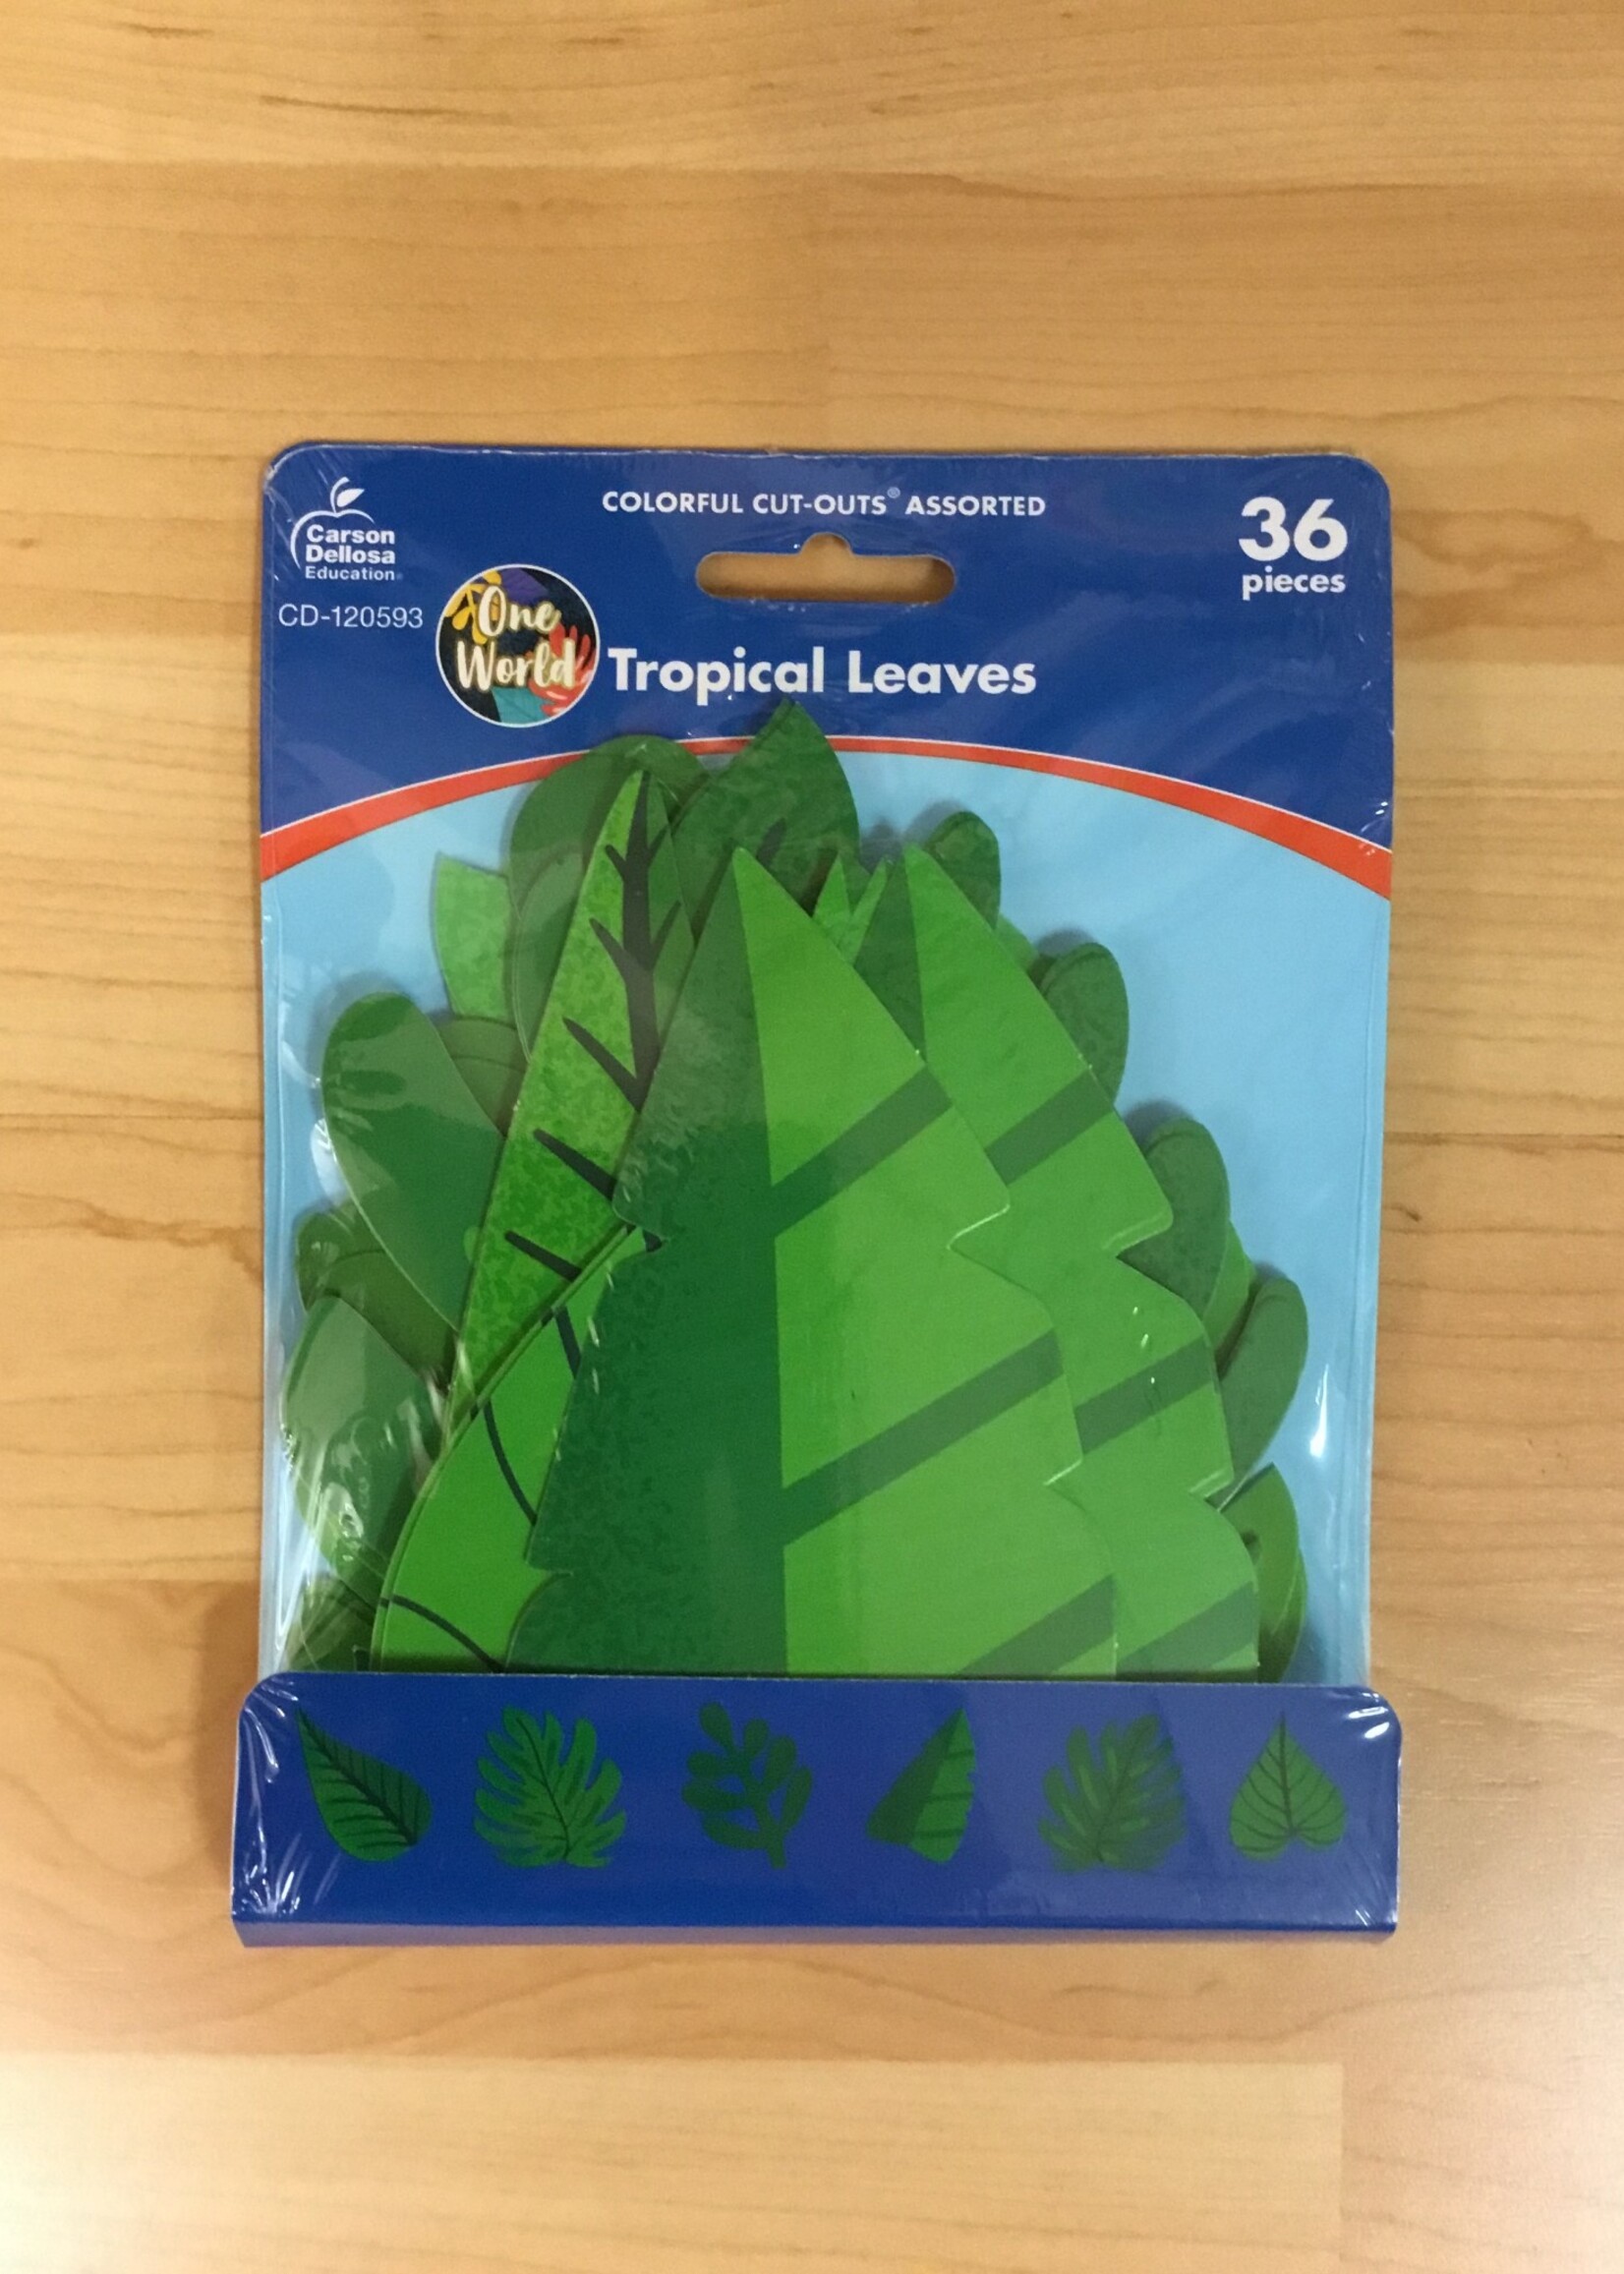 COLORFUL CUT-OUTS® ASSORTED
36
pieces
Carson
Dellosa
Education
CD-120593
One
World
Tropical Leaves